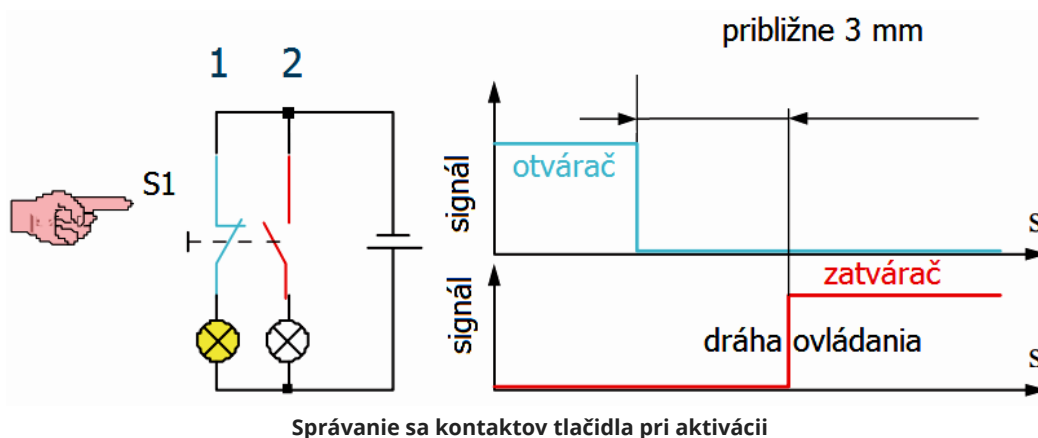 1 2
S1
približne 3 mm
signál
otvárač
s
signál
zatvárač
dráha ovládania
s
Správanie sa kontaktov tlačidla pri aktivácii